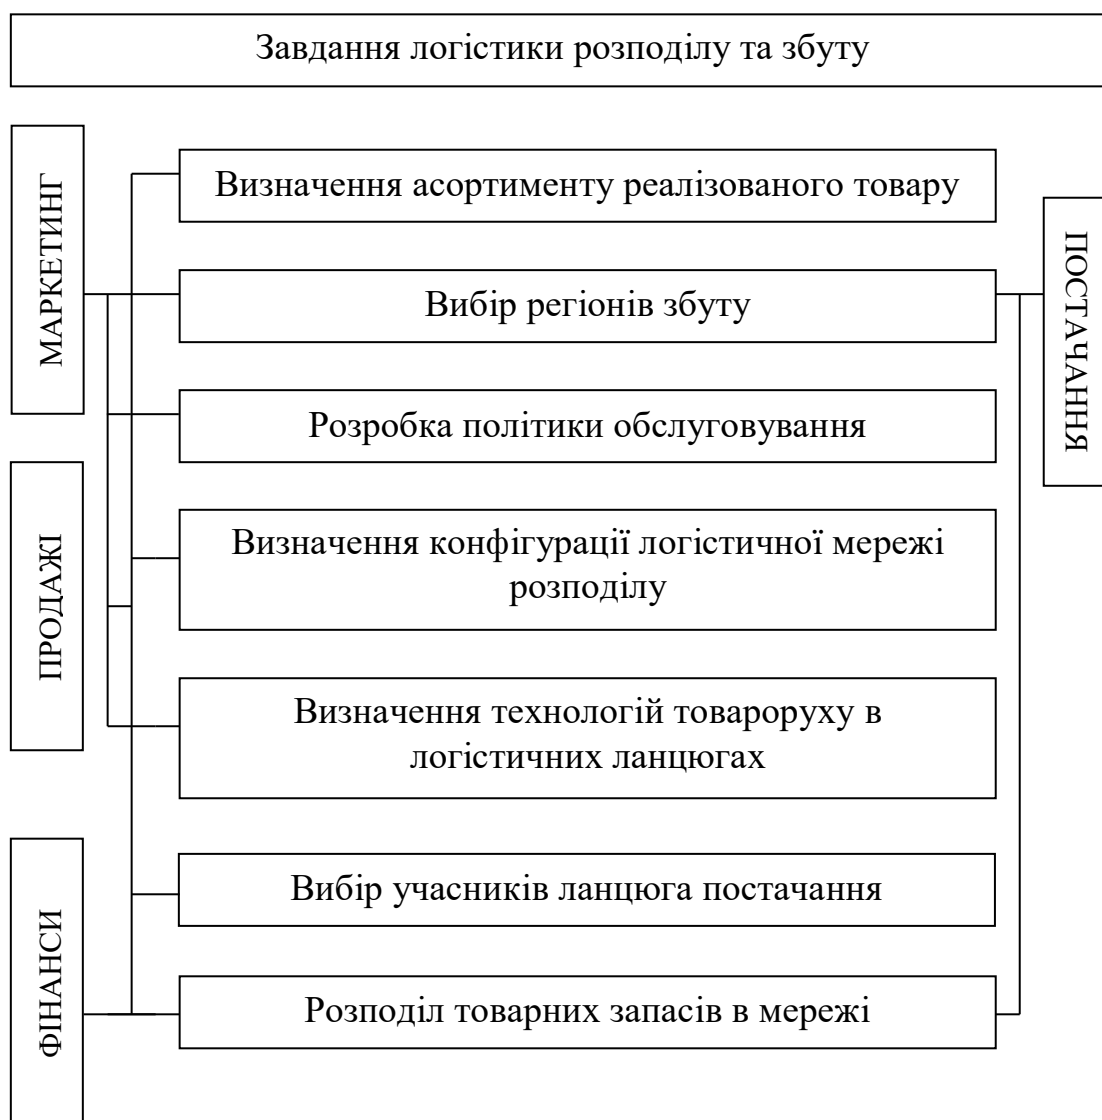 Завдання логістики розподілу та збуту
МАРКЕТИНГ
Визначення асортименту реалізованого товару
ПОСТАЧАННЯ
Вибір регіонів збуту
Розробка політики обслуговування
ПРОДАЖІ
Визначення конфігурації логістичної мережі
розподілу
Визначення технологій товароруху в
логістичних ланцюгах
ФІНАНСИ
Вибір учасників ланцюга постачання
Розподіл товарних запасів в мережі